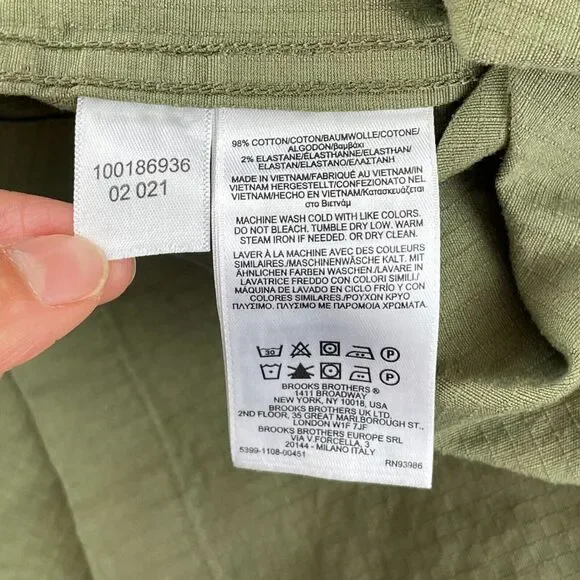 100186936
02 021
98% COTTON/COTON/BAUMWOLLE/COTONE/
ALGODON/Βαμβάκι
2% ELASTANE/ÉLASTHANNE/ELASTHAN/
ELASTAN/ELASTANO/ΕΛΑΣΤΑΝΗ
MADE IN VIETNAM/FABRIQUÉ AU VIETNAM/IN
VIETNAM HERGESTELLT/CONFEZIONATO NEL
VIETNAM/HECHO EN VIETNAM/Κατασκευάζεται
στο Βιετνάμ
MACHINE WASH COLD WITH LIKE COLORS.
DO NOT BLEACH. TUMBLE DRY LOW. WARM
STEAM IRON IF NEEDED. OR DRY CLEAN.
LAVER À LA MACHINE AVEC DES COULEURS
SIMILAIRES./MASCHINENWÄSCHE KALT. MIT
ÄHNLICHEN FARBEN WASCHEN./LAVARE IN
LAVATRICE FREDDO CON COLORI SIMILI./
MÁQUINA DE LAVADO EN CICLO FRÍO Y CON
COLORES SIMILARES/ΡΟΥΧΩΝ ΚΡΥΟ
ΠΛΥΣΙΜΟ. ΠΛΥΣΙΜΟ ΜΕ ΠΑΡΟΜΟΙΑ ΧΡΩΜΑΤΑ.
30 P
P
BROOKS BROTHERS ®
1411 BROADWAY
NEW YORK, NY 10018, USA
BROOKS BROTHERS UK LTD.
2ND FLOOR, 35 GREAT MARLBOROUGH ST.,
LONDON W1F 7JF
BROOKS BROTHERS EUROPE SRL
VIA V.FORCELLA, 3
20144 - MILANO ITALY
5399-1108-00451 RN93986